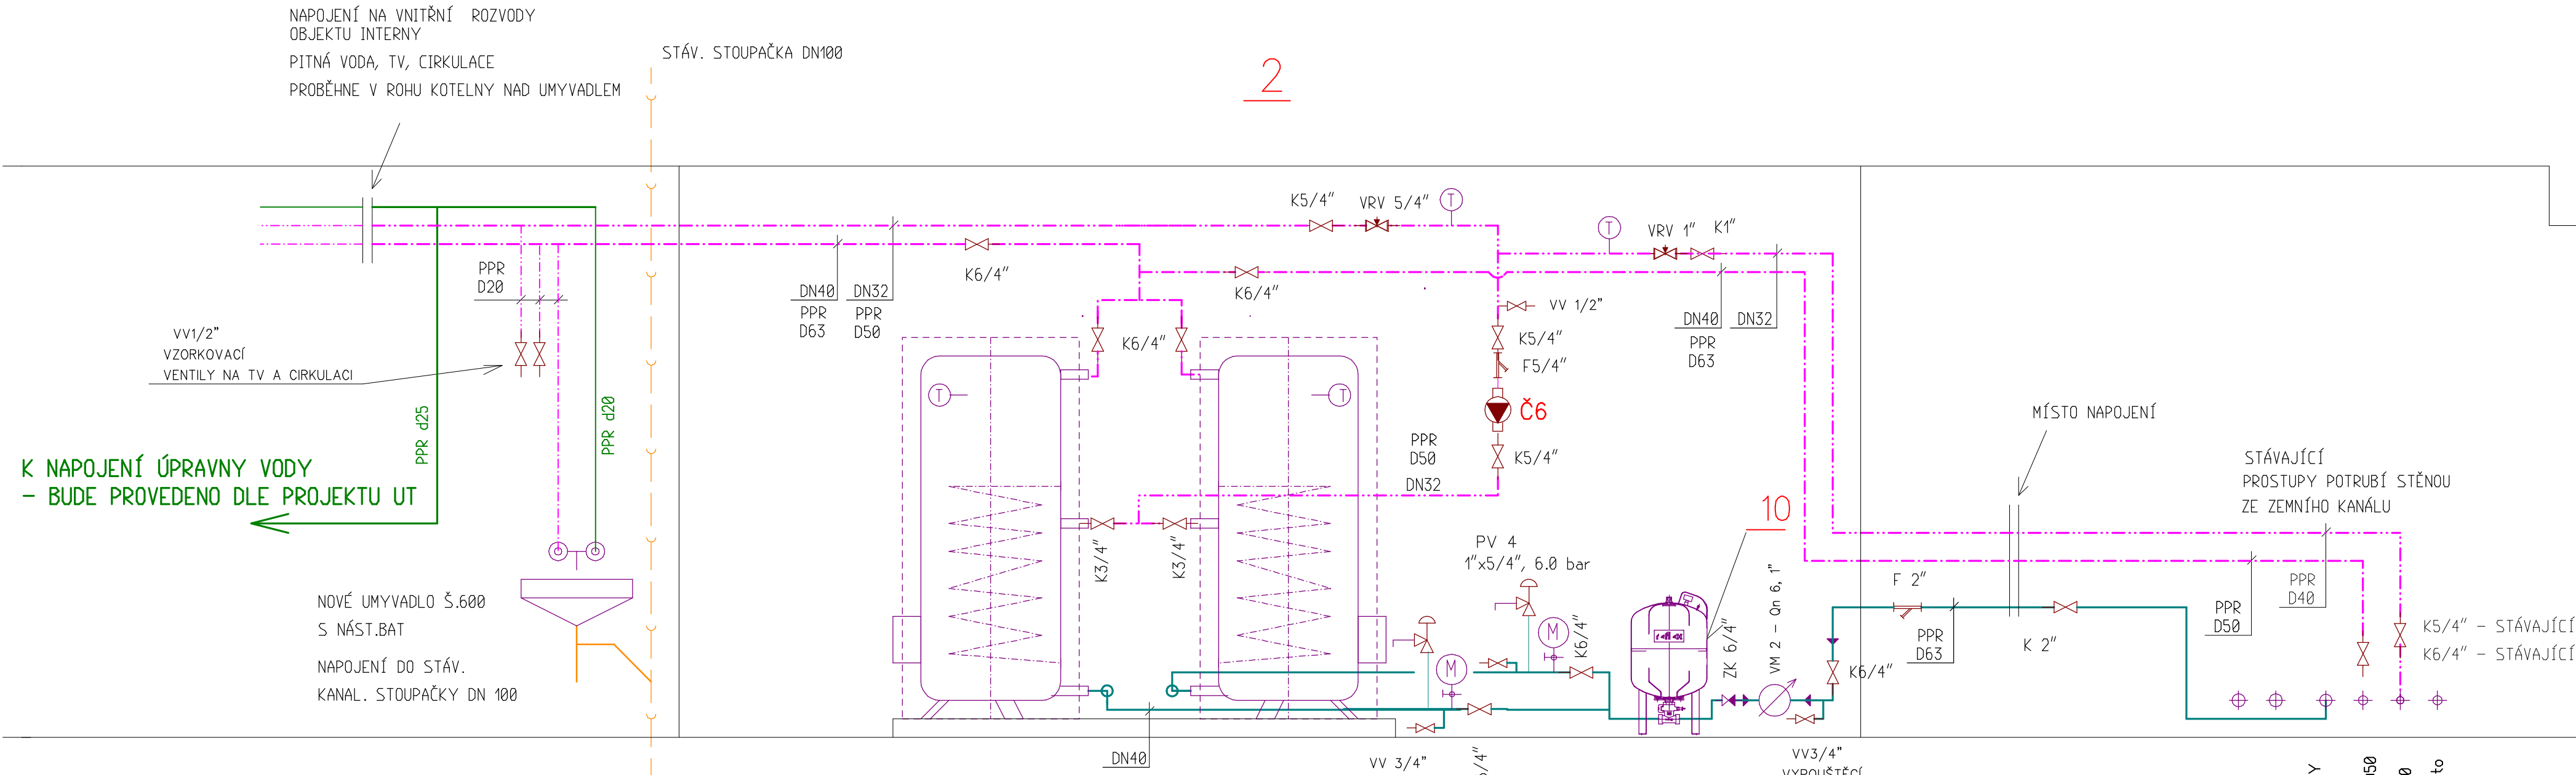 NAPOJENÍ NA VNITŘNÍ ROZVODY
OBJEKTU INTERNY
PITNÁ VODA, TV, CIRKULACE
PROBĚHNE V ROHU KOTELNY NAD UMYVADLEM
STÁV. STOUPAČKA DN100
2
K5/4"
VRV 5/4"
T
T
VRV 1"
K1"
PPR
D20
K6/4"
K6/4"
DN40
PPR
D63
DN32
PPR
D50
VV 1/2"
DN40
PPR
D63
DN32
VV1/2"
VZORKOVACÍ
VENTILY NA TV A CIRKULACI
K6/4"
K5/4"
F5/4"
T
T
Č6
PPR d25
PPR d20
MÍSTO NAPOJENÍ
PPR
D50
DN32
K5/4"
K NAPOJENÍ ÚPRAVNY VODY
- BUDE PROVEDENO DLE PROJEKTU UT
STÁVAJÍCÍ
PROSTUPY POTRUBÍ STĚNOU
ZE ZEMNÍHO KANÁLU
10
K3/4"
K3/4"
PV 4
1"x5/4", 6.0 bar
VM 2 - Qn 6, 1"
F 2"
PPR
D40
NOVÉ UMYVADLO Š.600
S NÁST.BAT
M
K6/4"
ZK 6/4"
PPR
D63
K 2"
PPR
D50
K5/4" - STÁVAJÍCÍ
K6/4" - STÁVAJÍCÍ
NAPOJENÍ DO STÁV.
KANAL. STOUPAČKY DN 100
M
K6/4"
DN40
VV 3/4"
VV3/4"
VYPOUŠTĚCÍ